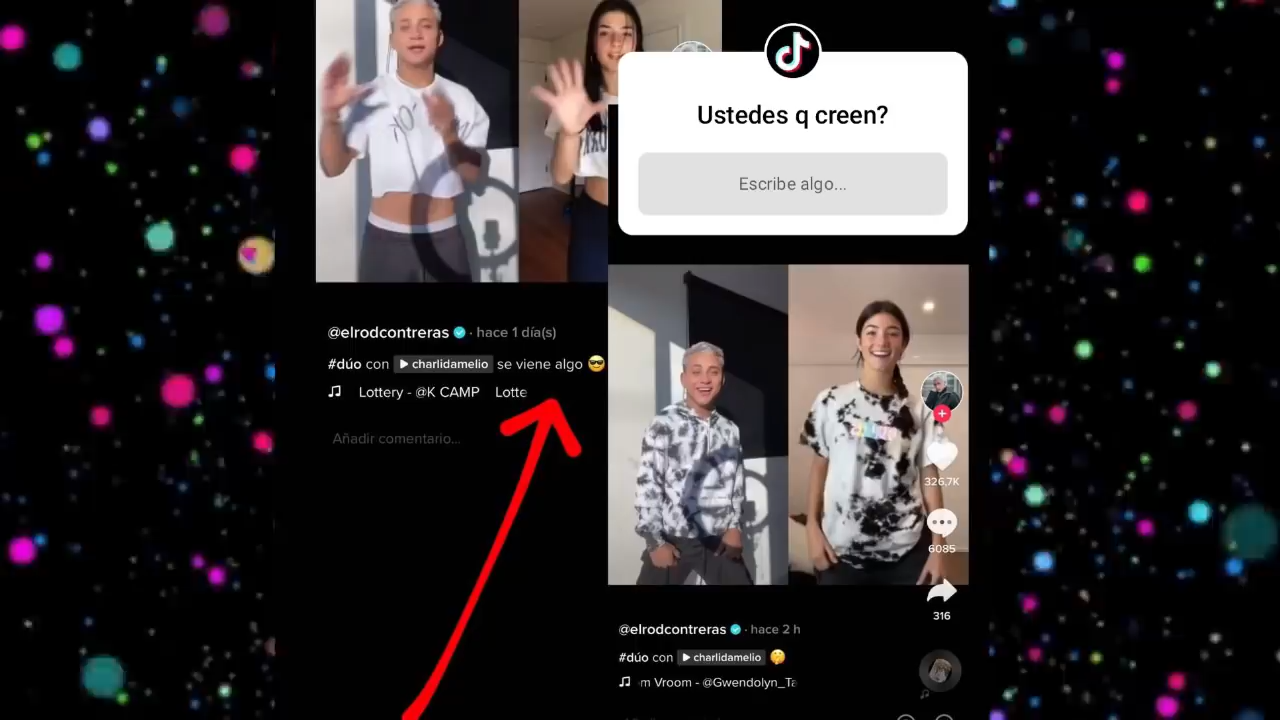 Ustedes q creen?
Escribe algo...
@elrodcontreras · hace 1 día(s)
#dúo con charlidamelio se viene algo 😎
Lottery - @K CAMP Lotte
Añadir comentario...
326.7K
6085
316
@elrodcontreras · hace 2 h
#dúo con charlidamelio 🤔
m Vroom - @Gwendolyn_Ta